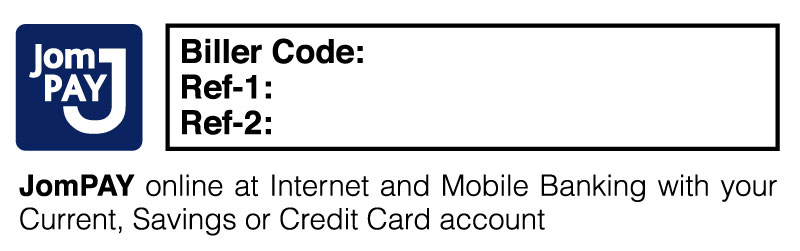 Jom
PAY
J
Biller Code:
Ref-1:
Ref-2:
JomPAY online at Internet and Mobile Banking with your
Current, Savings or Credit Card account